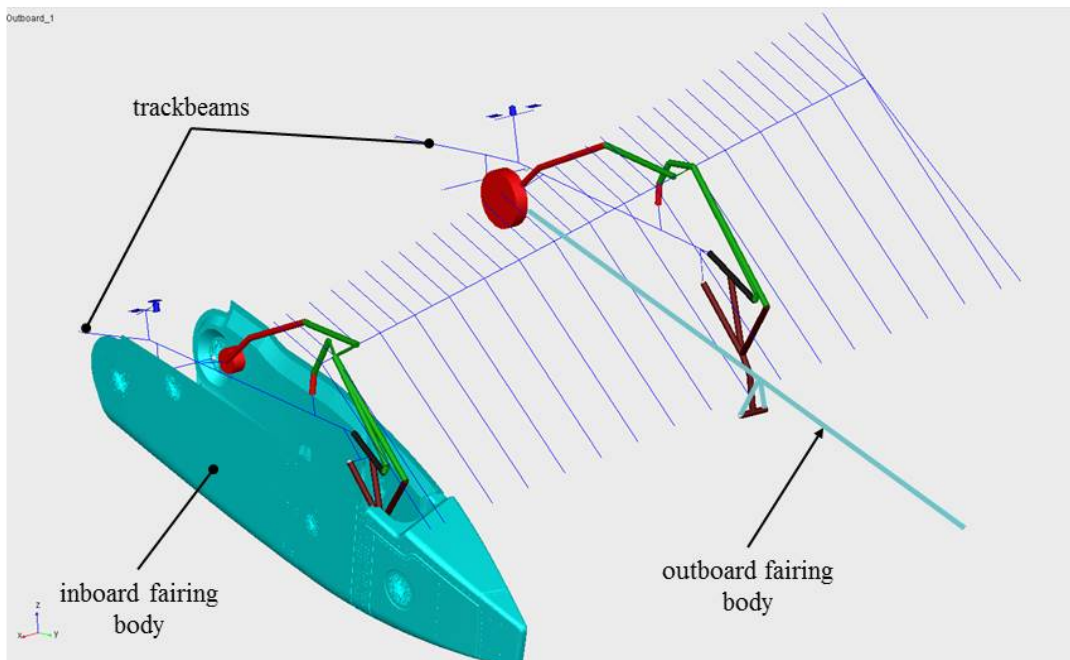 Outboard_1
trackbeams
inboard fairing
body
outboard fairing
body
z
x
y